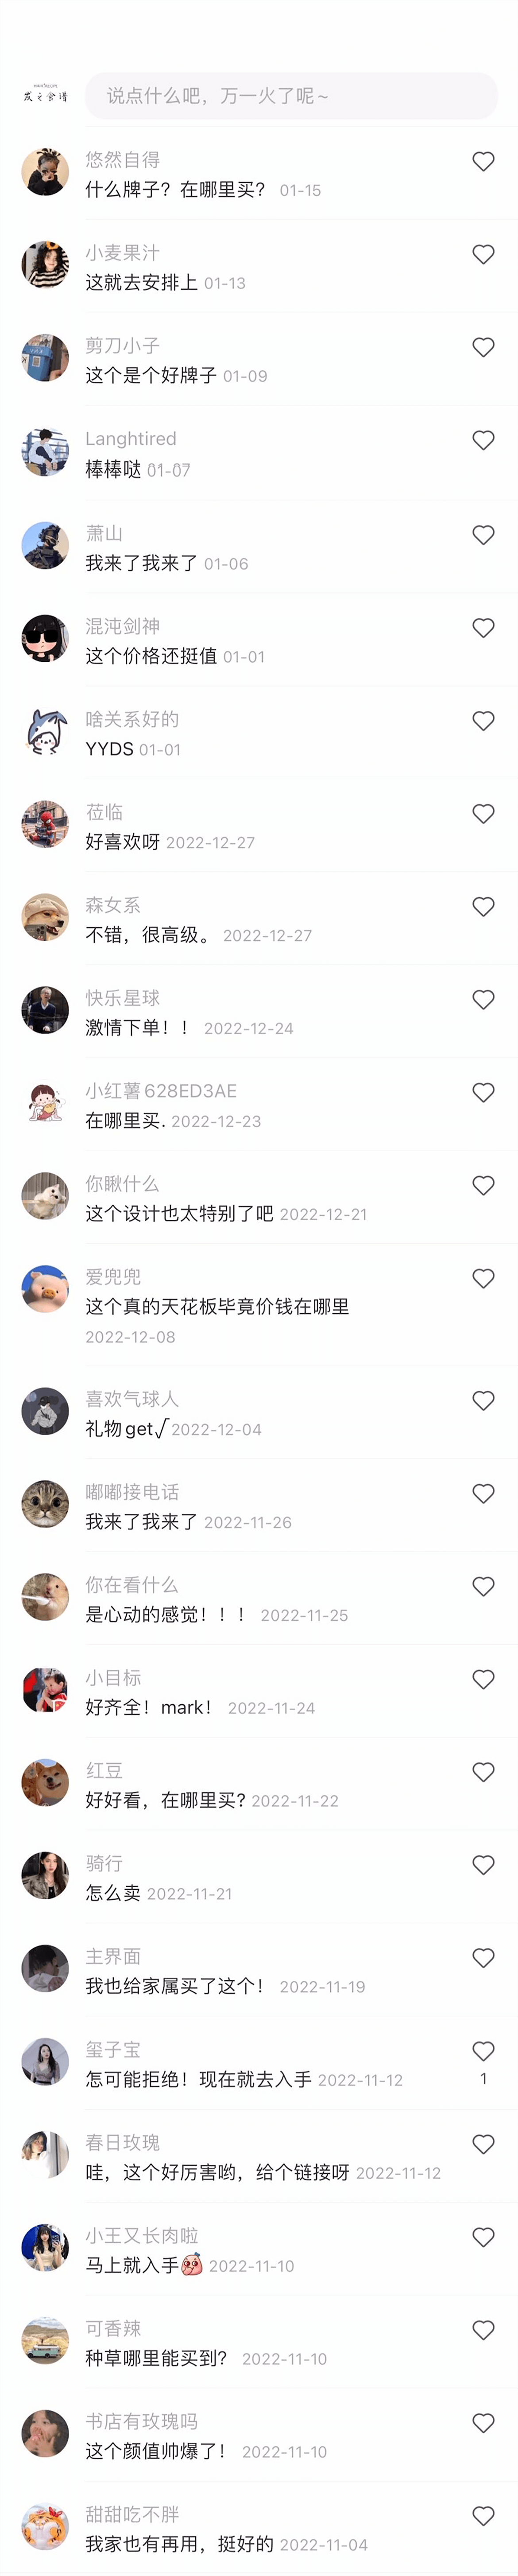 发之食谱
说点什么吧，万一火了呢~
悠然自得
什么牌子？在哪里买？ 01-15
小麦果汁
这就去安排上 01-13
剪刀小子
这个是个好牌子 01-09
Langhtired
棒棒哒 01-07
萧山
我来了我来了 01-06
混沌剑神
这个价格还挺值 01-01
啥关系好的
YYDS 01-01
莅临
好喜欢呀 2022-12-27
森女系
不错，很高级。 2022-12-27
快乐星球
激情下单！！ 2022-12-24
小红薯628ED3AE
在哪里买. 2022-12-23
你瞅什么
这个设计也太特别了吧 2022-12-21
爱兜兜
这个真的天花板毕竟价钱在哪里
2022-12-08
喜欢气球人
礼物get√ 2022-12-04
嘟嘟接电话
我来了我来了 2022-11-26
你在看什么
是心动的感觉！！！ 2022-11-25
小目标
好齐全！mark！ 2022-11-24
红豆
好好看，在哪里买? 2022-11-22
骑行
怎么卖 2022-11-21
主界面
我也给家属买了这个！ 2022-11-19
玺子宝
怎可能拒绝！现在就去入手 2022-11-12
1
春日玫瑰
哇，这个好厉害哟，给个链接呀 2022-11-12
小王又长肉啦
马上就入手 2022-11-10
可香辣
种草哪里能买到？ 2022-11-10
书店有玫瑰吗
这个颜值帅爆了！ 2022-11-10
甜甜吃不胖
我家也有再用，挺好的 2022-11-04